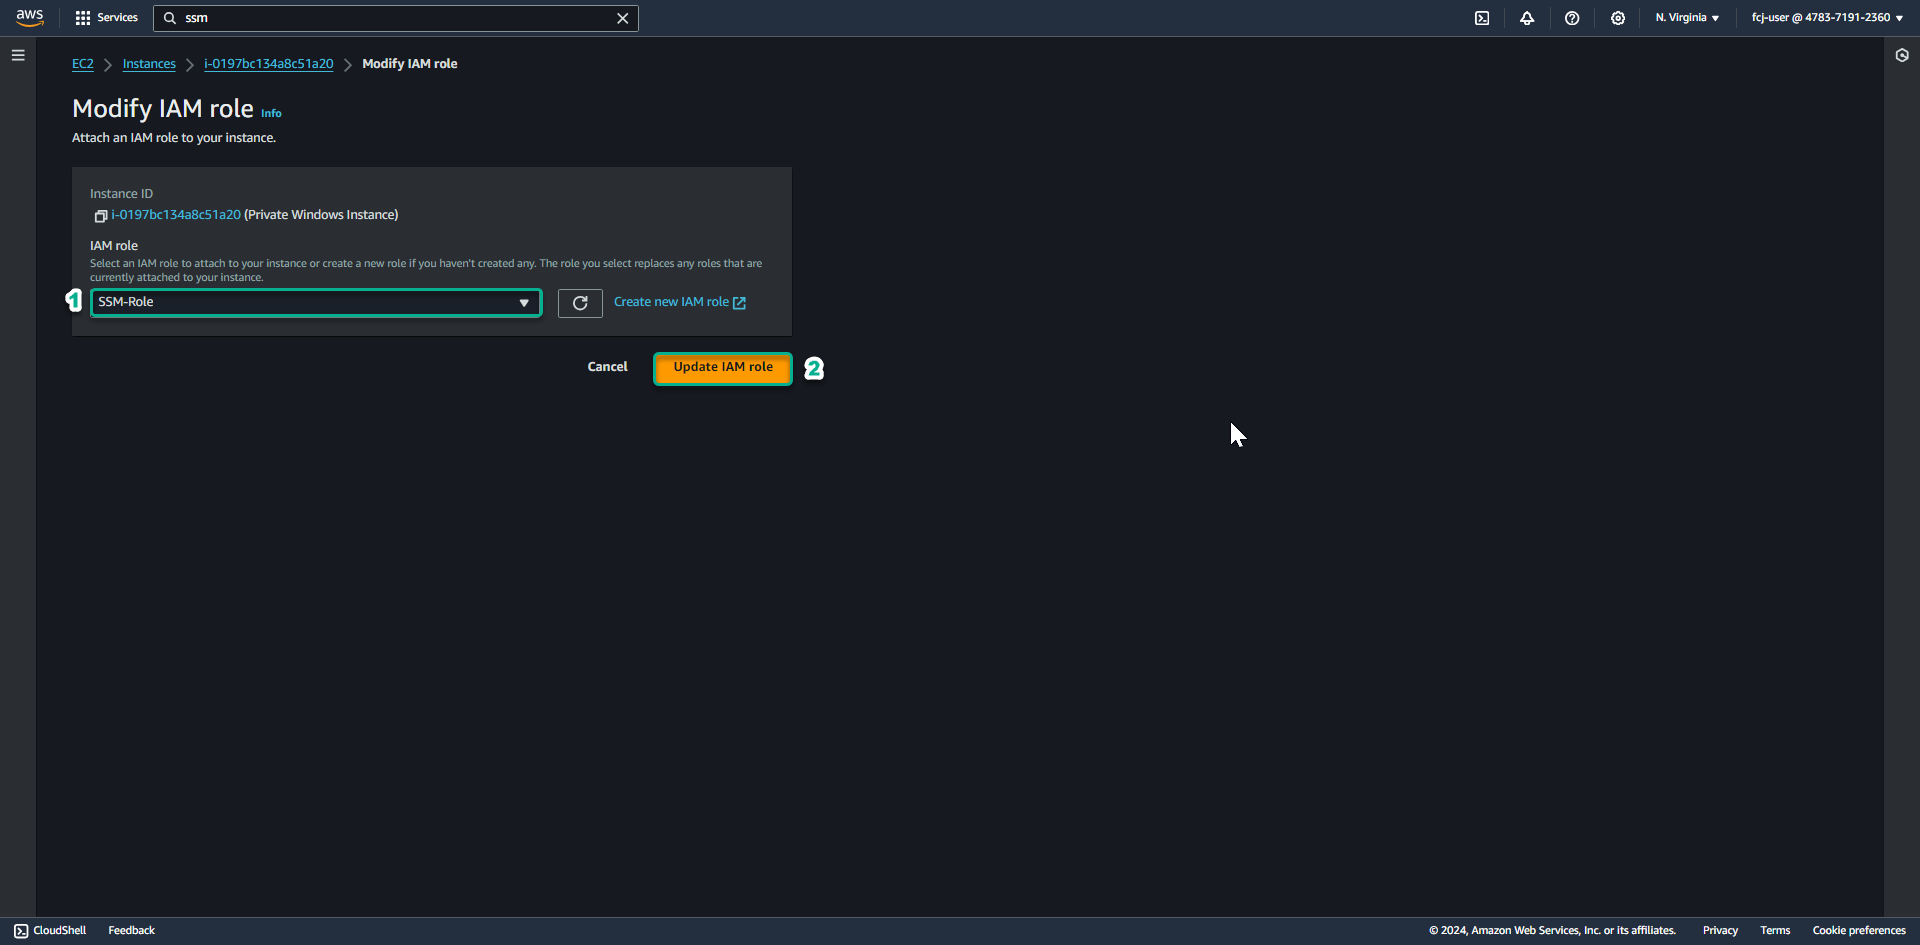 aws
Services
ssm
N. Virginia
fcj-user @ 4783-7191-2360
EC2
Instances
i-0197bc134a8c51a20
Modify IAM role
Modify IAM role Info
Attach an IAM role to your instance.
Instance ID
i-0197bc134a8c51a20 (Private Windows Instance)
IAM role
Select an IAM role to attach to your instance or create a new role if you haven't created any. The role you select replaces any roles that are
currently attached to your instance.
1
SSM-Role
Create new IAM role
Cancel
Update IAM role
2
CloudShell
Feedback
© 2024, Amazon Web Services, Inc. or its affiliates.
Privacy
Terms
Cookie preferences